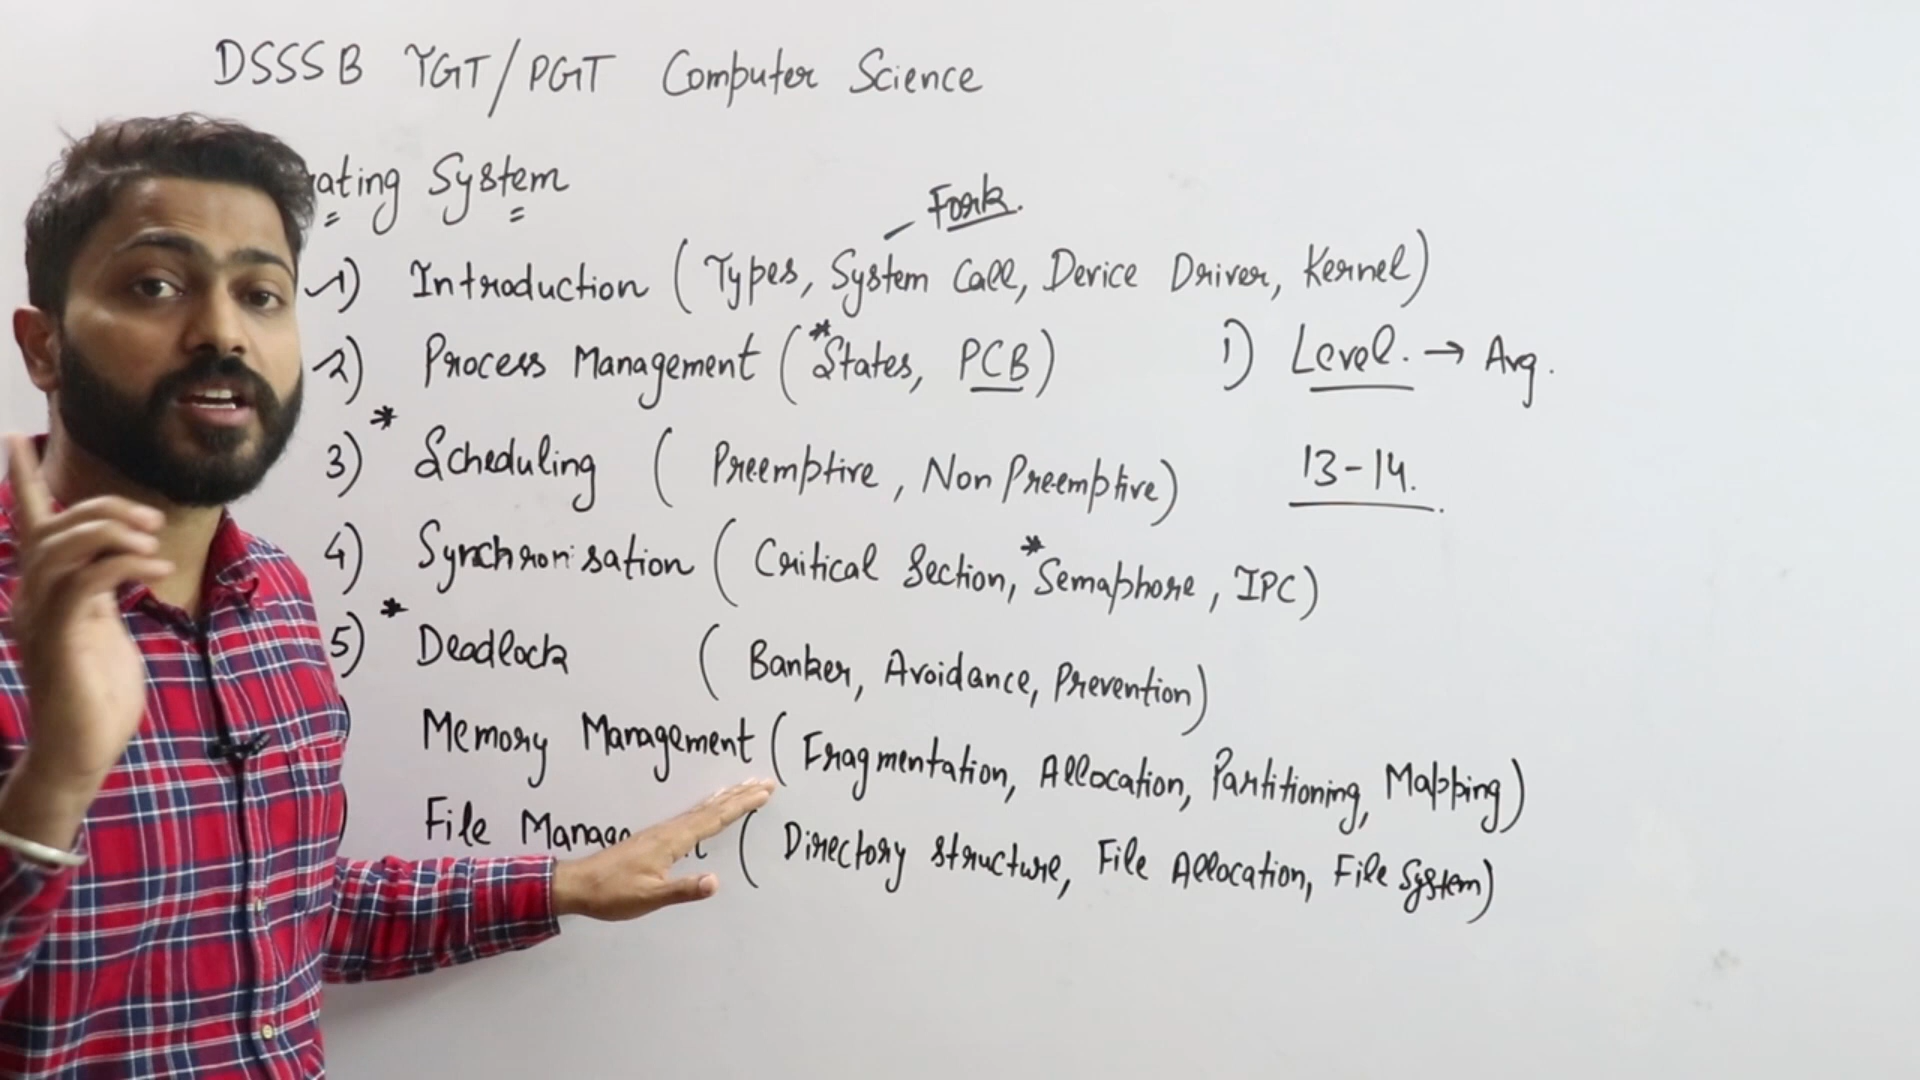 DSSSB TGT/PGT Computer Science
ating System
Fork.
1) Introduction (Types, System Call, Device Driver, Kernel)
2) Process Management (*States, PCB)
1) Level. → Avg.
3) * Scheduling (Preemptive, Non Preemptive)
13-14.
4) Synchronisation (Critical Section, *Semaphore, IPC)
5) * Deadlock (Banker, Avoidance, Prevention)
) Memory Management (Fragmentation, Allocation, Partitioning, Mapping)
) File Manag t (Directory structure, File Allocation, File System)